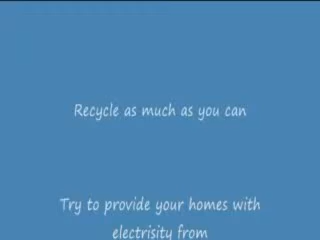 Recycle as much as you can
Try to provide your homes with
electrisity from